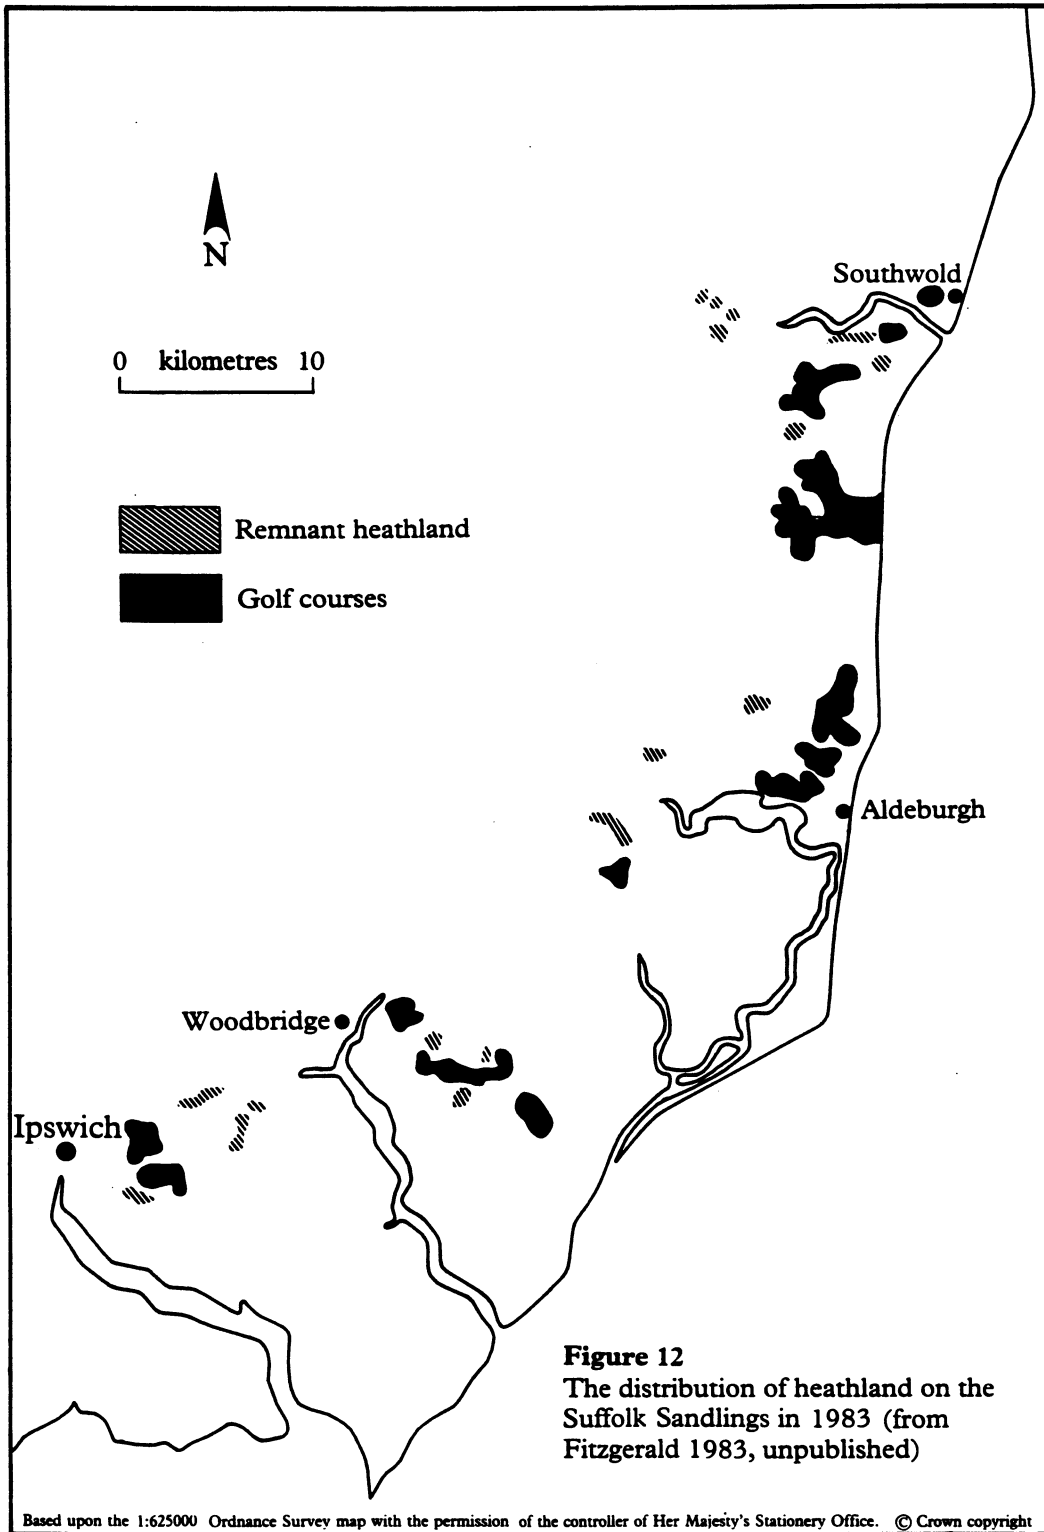 Southwold
N
0 kilometres 10
Remnant heathland
Golf courses
Aldeburgh
Woodbridge
Ipswich
Figure 12
The distribution of heathland on the
Suffolk Sandlings in 1983 (from
Fitzgerald 1983, unpublished)
Based upon the 1:625000 Ordnance Survey map with the permission of the controller of Her Majesty's Stationery Office. © Crown copyright